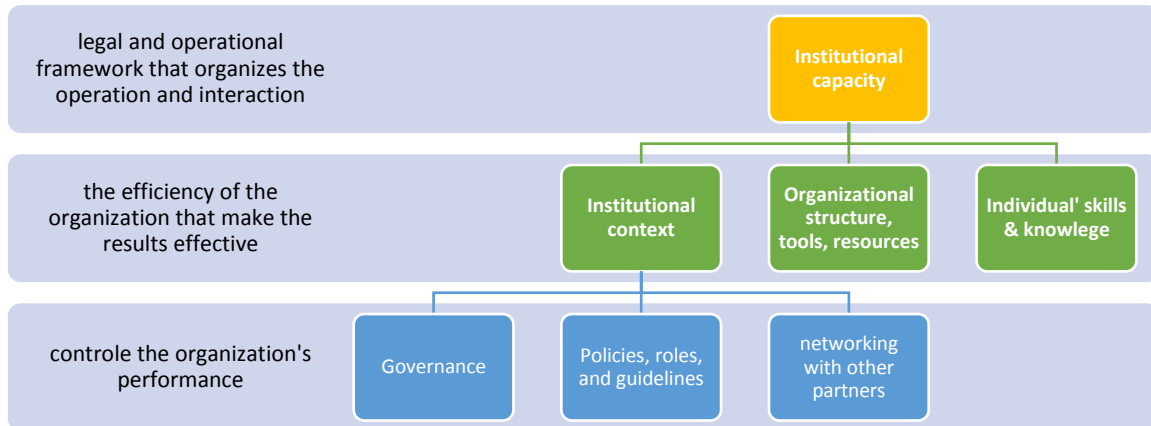 legal and operational
framework that organizes the
operation and interaction
Institutional
capacity
the efficiency of the
organization that make the
results effective
Institutional
context
Organizational
structure,
tools, resources
Individual' skills
& knowlege
controle the organization's
performance
Governance
Policies, roles,
and guidelines
networking
with other
partners